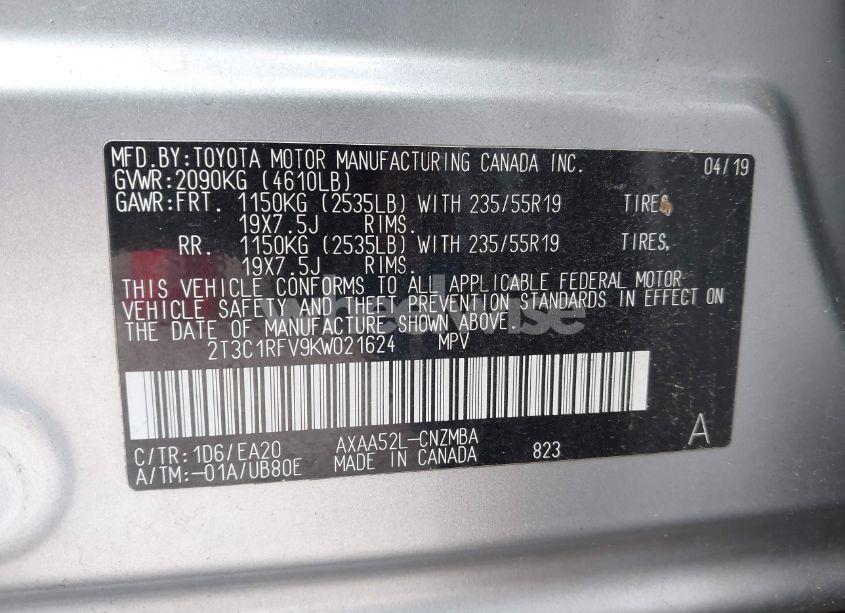 MFD.BY:TOYOTA MOTOR MANUFACTURING CANADA INC. 04/19
GVWR:2090KG (4610LB)
GAWR:FRT. 1150KG (2535LB) WITH 235/55R19 TIRES,
19X7.5J RIMS.
RR. 1150KG (2535LB) WITH 235/55R19 TIRES,
19X7.5J RIMS.
THIS VEHICLE CONFORMS TO ALL APPLICABLE FEDERAL MOTOR
VEHICLE SAFETY AND THEFT PREVENTION STANDARDS IN EFFECT ON
THE DATE OF MANUFACTURE SHOWN ABOVE.
wheelwise
2T3C1RFV9KW021624 MPV
C/TR:1D6/EA20 AXAA52L-CNZMBA A
A/TM:-01A/UB80E MADE IN CANADA 823